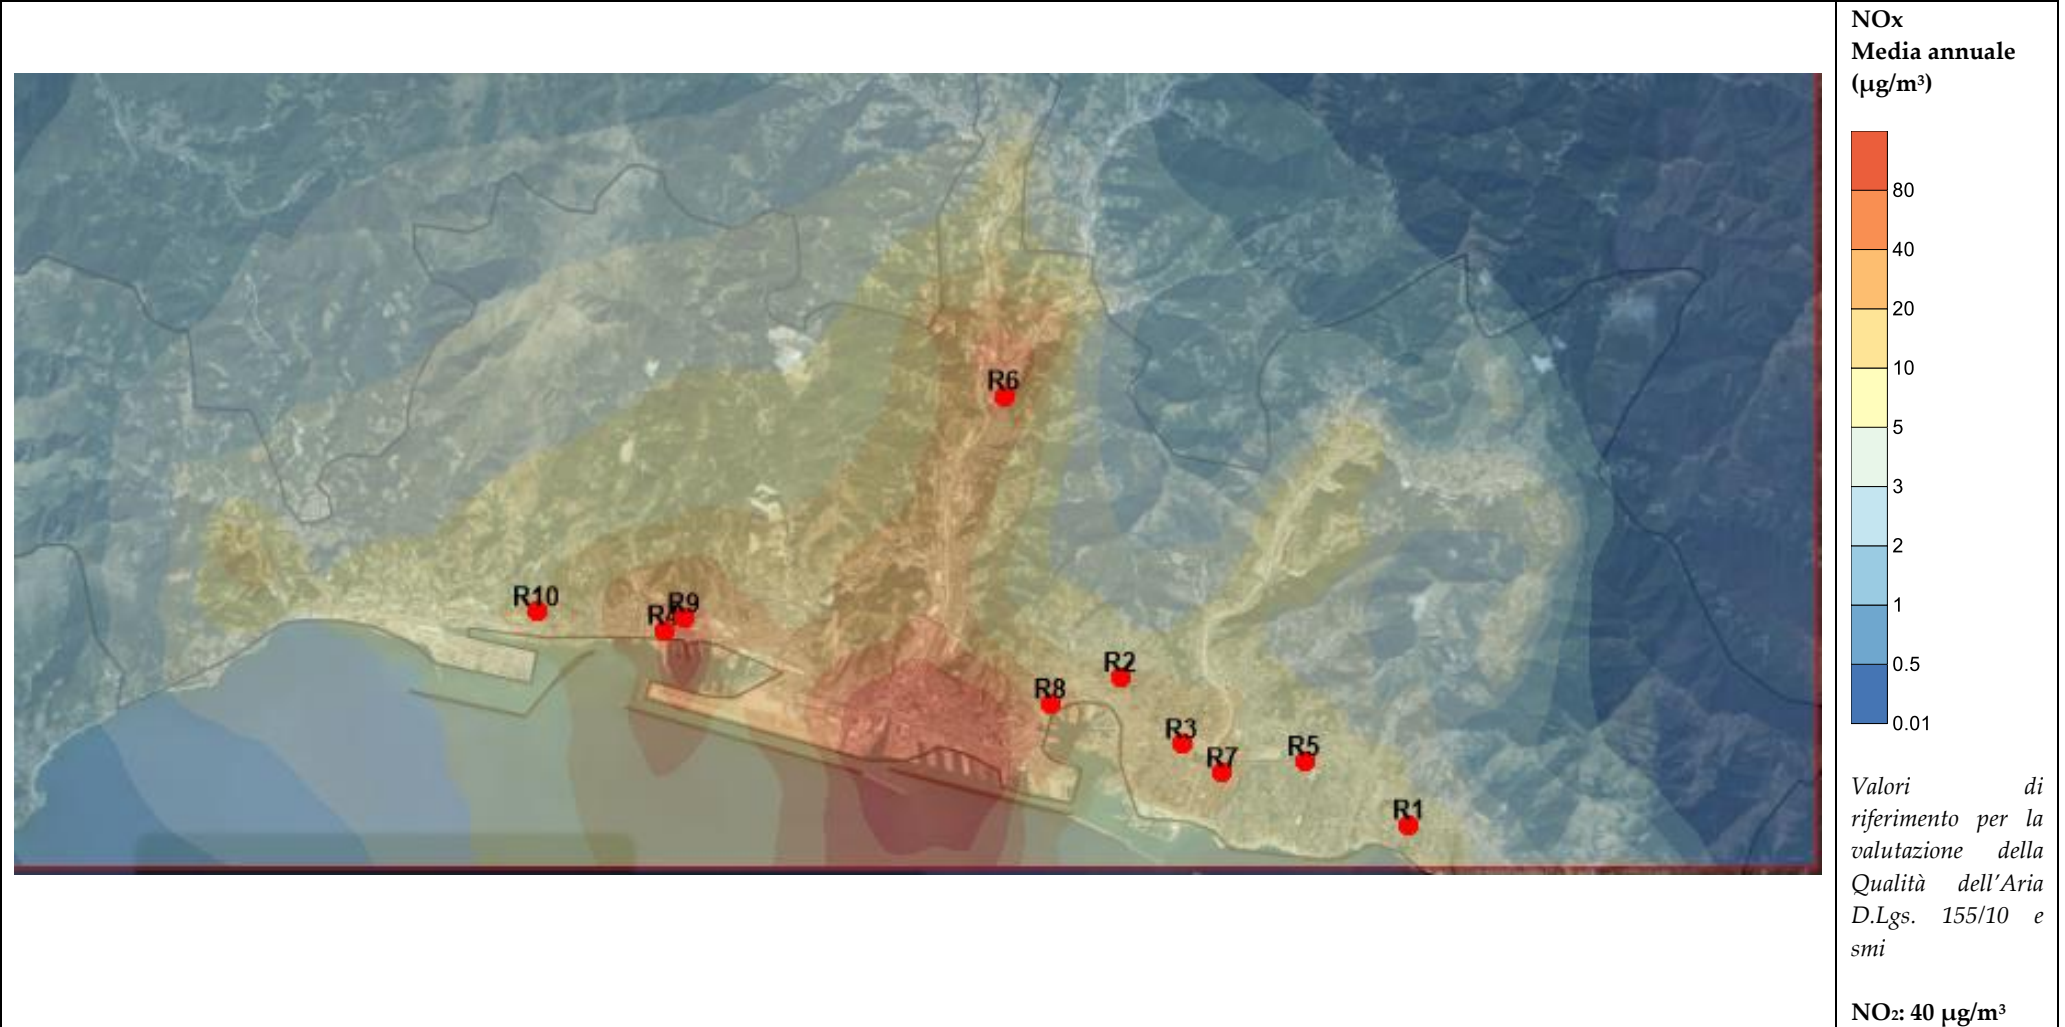 NOx
Media annuale
(µg/m³)
80
40
20
10
5
3
2
1
0.5
0.01
Valori di
riferimento per la
valutazione della
Qualità dell'Aria
D.Lgs. 155/10 e
smi
NO₂: 40 µg/m³
R6
R10
R9
R4
R2
R8
R3
R7
R5
R1